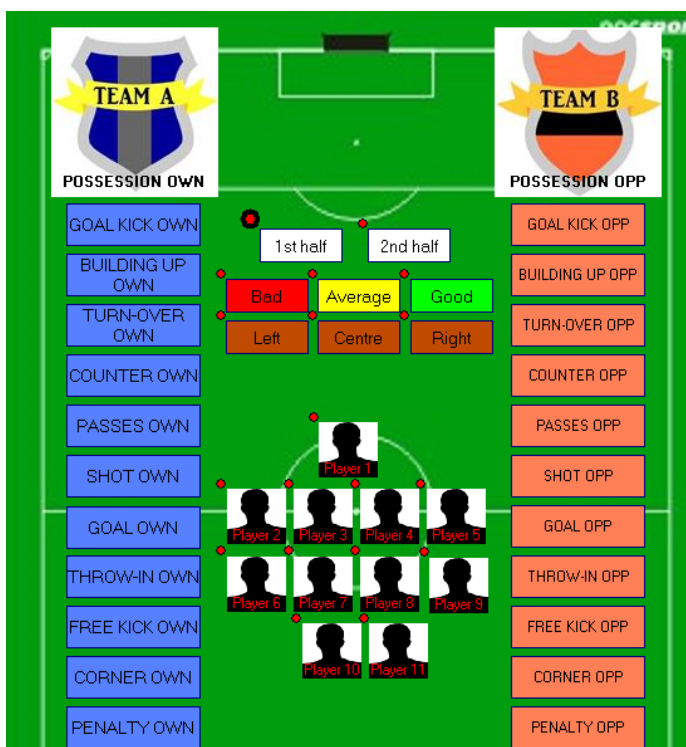 TEAM A
TEAM B
POSSESSION OWN
POSSESSION OPP
GOAL KICK OWN
GOAL KICK OPP
1st half
2nd half
BUILDING UP
OWN
BUILDING UP OPP
Bad
Average
Good
TURN-OVER
OWN
TURN-OVER OPP
Left
Centre
Right
COUNTER OWN
COUNTER OPP
PASSES OWN
PASSES OPP
Player 1
SHOT OWN
SHOT OPP
GOAL OWN
GOAL OPP
Player 2
Player 3
Player 4
Player 5
THROW-IN OWN
THROW-IN OPP
Player 6
Player 7
Player 8
Player 9
FREE KICK OWN
FREE KICK OPP
Player 10
Player 11
CORNER OWN
CORNER OPP
PENALTY OWN
PENALTY OPP